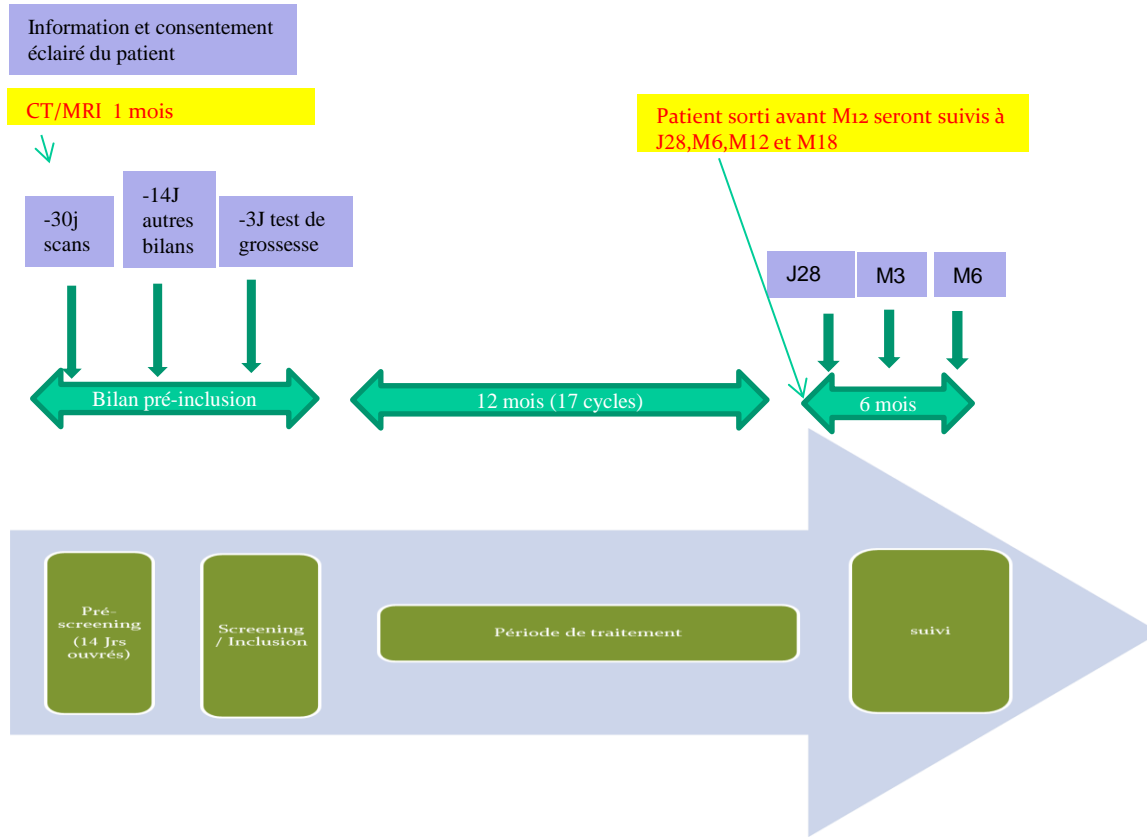 Information et consentement
éclairé du patient
CT/MRI 1 mois
Patient sorti avant M12 seront suivis à
J28,M6,M12 et M18
-30j
scans
-14J
autres
bilans
-3J test de
grossesse
J28
M3
M6
Bilan pré-inclusion
12 mois (17 cycles)
6 mois
Pré-
screening
(14 Jrs
ouvrés)
Screening
/ Inclusion
Période de traitement
suivi